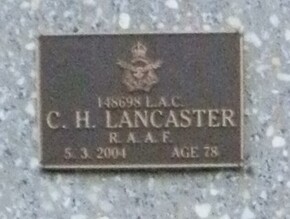 148698 L.A.C.
C. H. LANCASTER
R. A. A. F.
5. 3. 2004 AGE 78